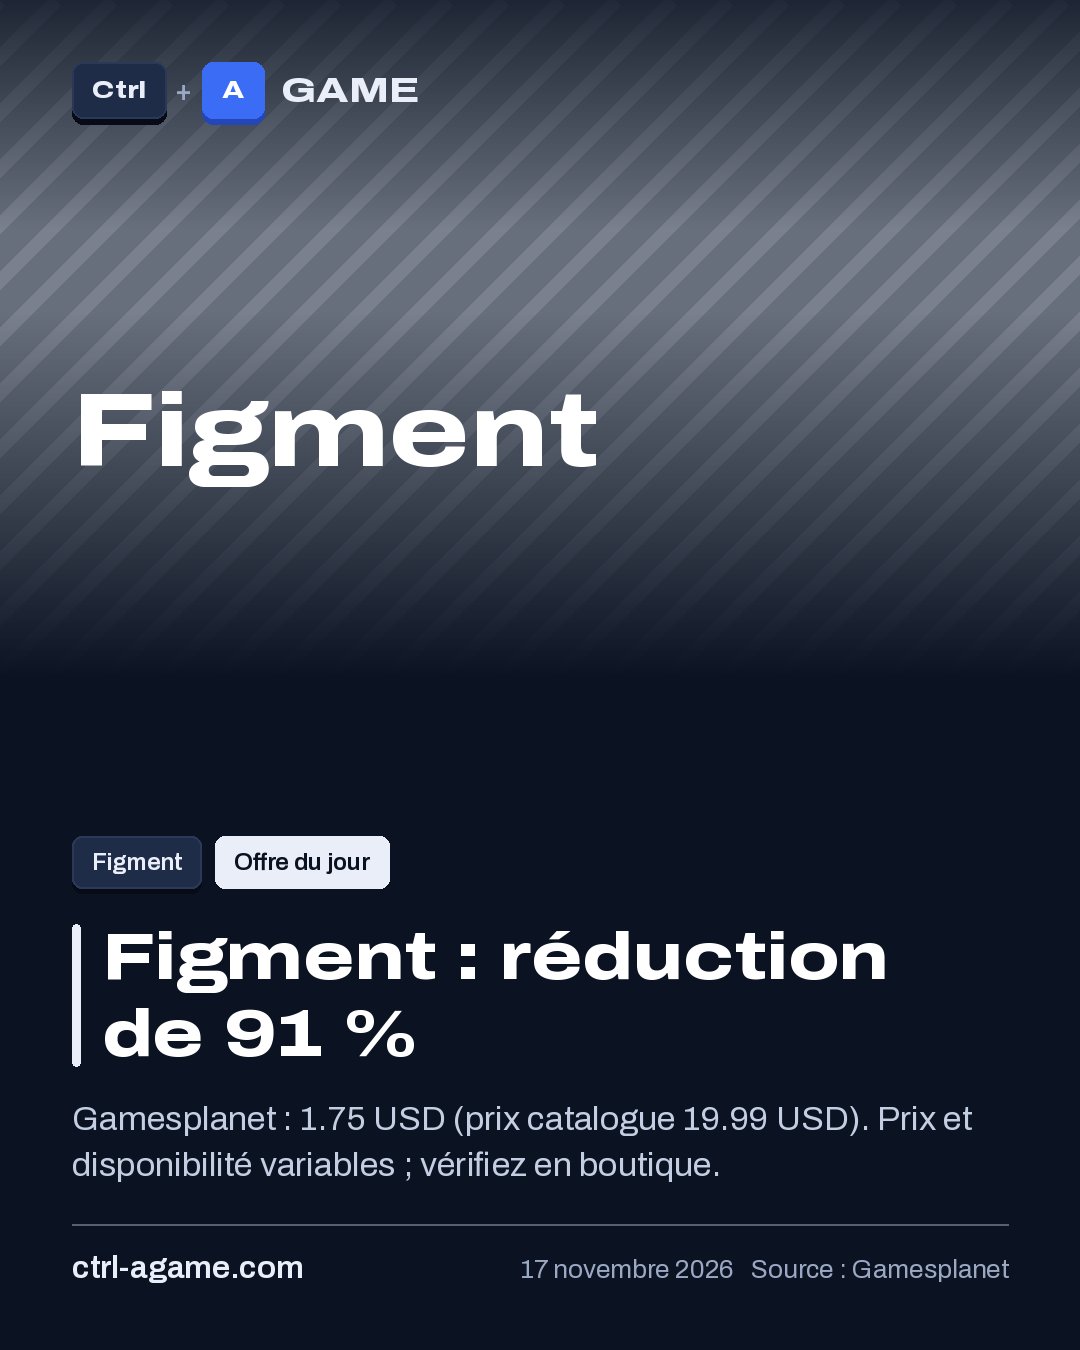 Ctrl + A GAME
Figment
Figment Offre du jour
Figment : réduction
de 91 %
Gamesplanet : 1.75 USD (prix catalogue 19.99 USD). Prix et
disponibilité variables ; vérifiez en boutique.
ctrl-agame.com 17 novembre 2026 Source : Gamesplanet